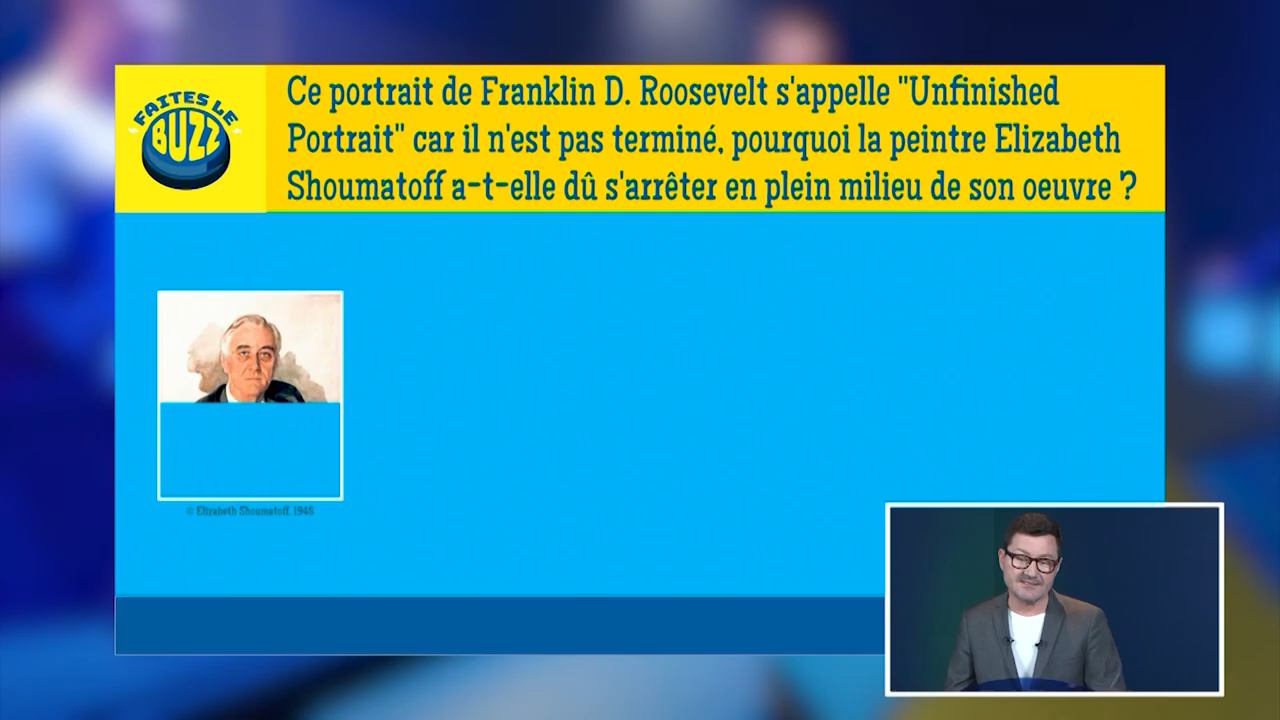 FAITES LE
BUZZ
Ce portrait de Franklin D. Roosevelt s'appelle "Unfinished
Portrait" car il n'est pas terminé, pourquoi la peintre Elizabeth
Shoumatoff a-t-elle dû s'arrêter en plein milieu de son oeuvre ?
© Elizabeth Shoumatoff, 1945